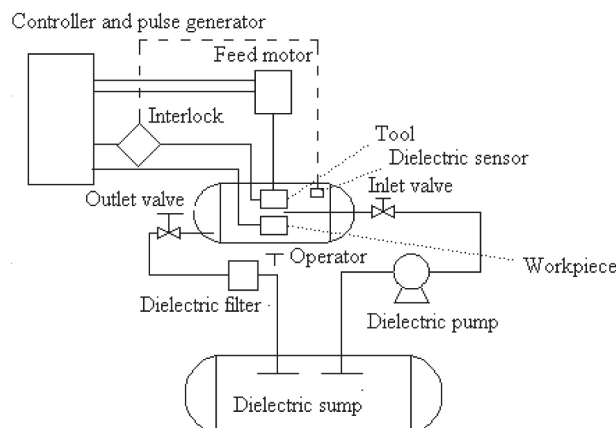 Controller and pulse generator
Feed motor
Interlock
Tool
Dielectric sensor
Inlet valve
Outlet valve
Operator
Workpiece
Dielectric filter
Dielectric pump
Dielectric sump